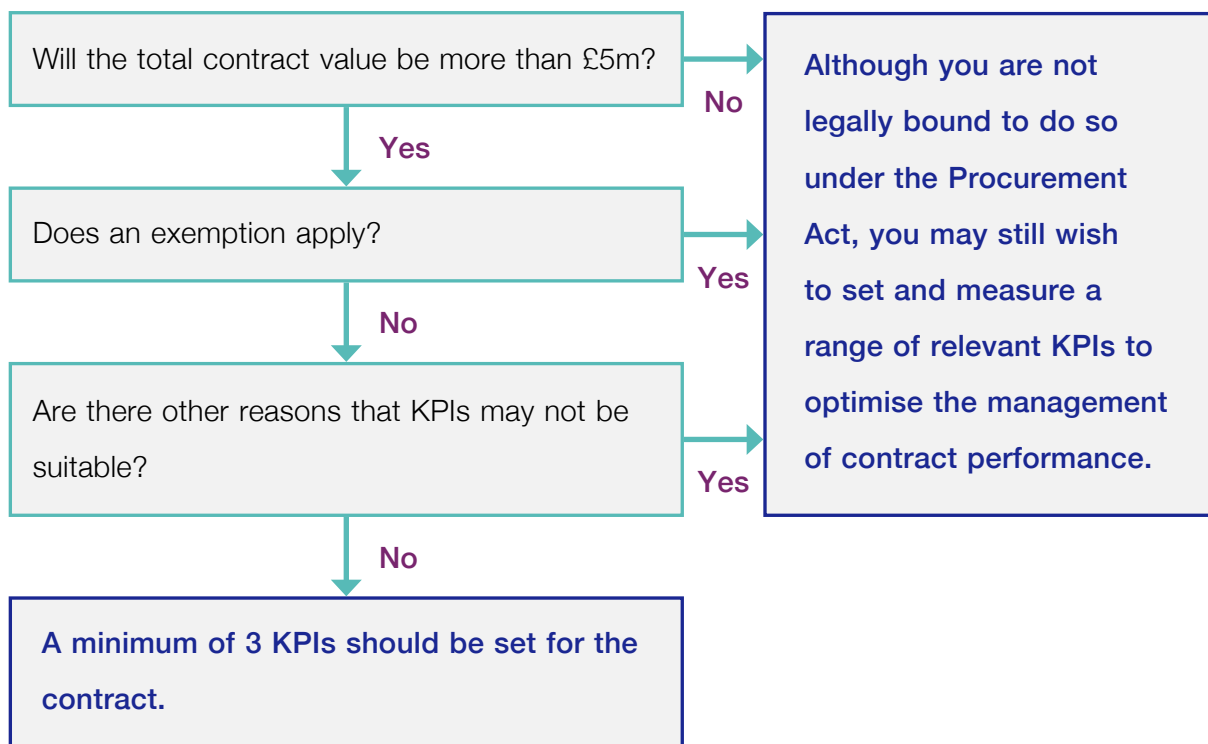 Will the total contract value be more than £5m?
No
Yes
Although you are not
legally bound to do so
under the Procurement
Act, you may still wish
to set and measure a
range of relevant KPIs to
optimise the management
of contract performance.
Does an exemption apply?
Yes
No
Are there other reasons that KPIs may not be
suitable?
Yes
No
A minimum of 3 KPIs should be set for the
contract.